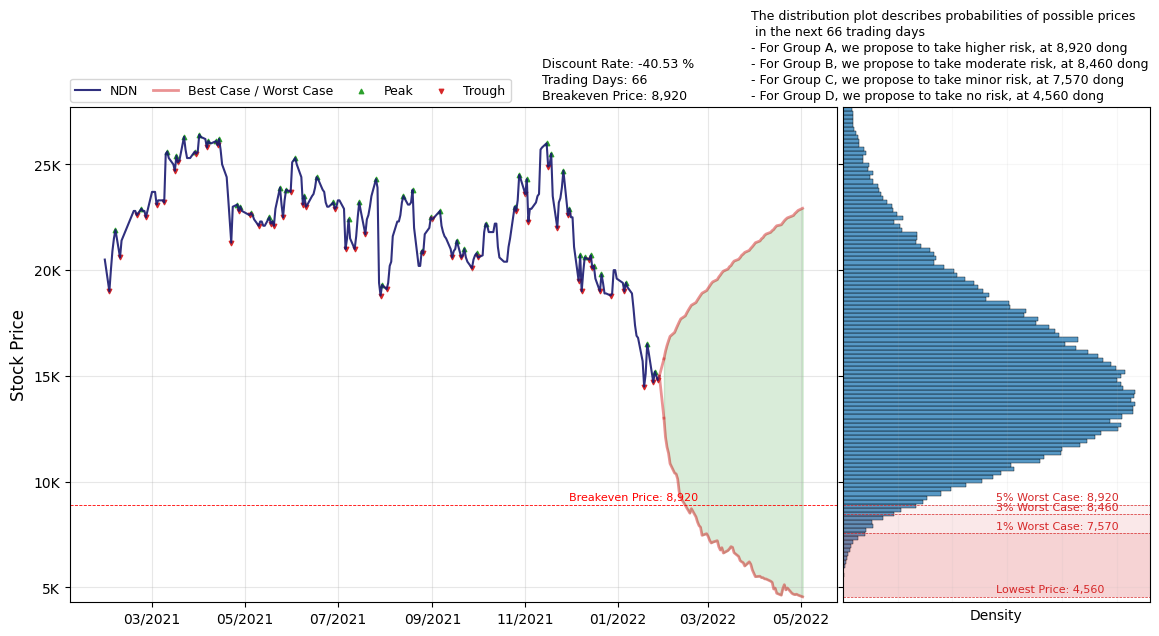 The distribution plot describes probabilities of possible prices
in the next 66 trading days
- For Group A, we propose to take higher risk, at 8,920 dong
- For Group B, we propose to take moderate risk, at 8,460 dong
- For Group C, we propose to take minor risk, at 7,570 dong
- For Group D, we propose to take no risk, at 4,560 dong
Discount Rate: -40.53 %
Trading Days: 66
Breakeven Price: 8,920
NDN Best Case / Worst Case Peak Trough
Stock Price
25K
20K
15K
10K
5K
Breakeven Price: 8,920
03/2021 05/2021 07/2021 09/2021 11/2021 01/2022 03/2022 05/2022
5% Worst Case: 8,920
3% Worst Case: 8,460
1% Worst Case: 7,570
Lowest Price: 4,560
Density